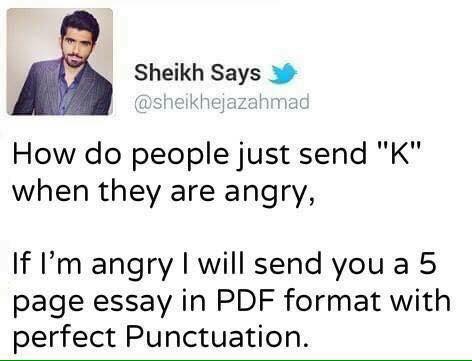 Sheikh Says
@sheikhejazahmad
How do people just send "K"
when they are angry,
If I’m angry I will send you a 5
page essay in PDF format with
perfect Punctuation.